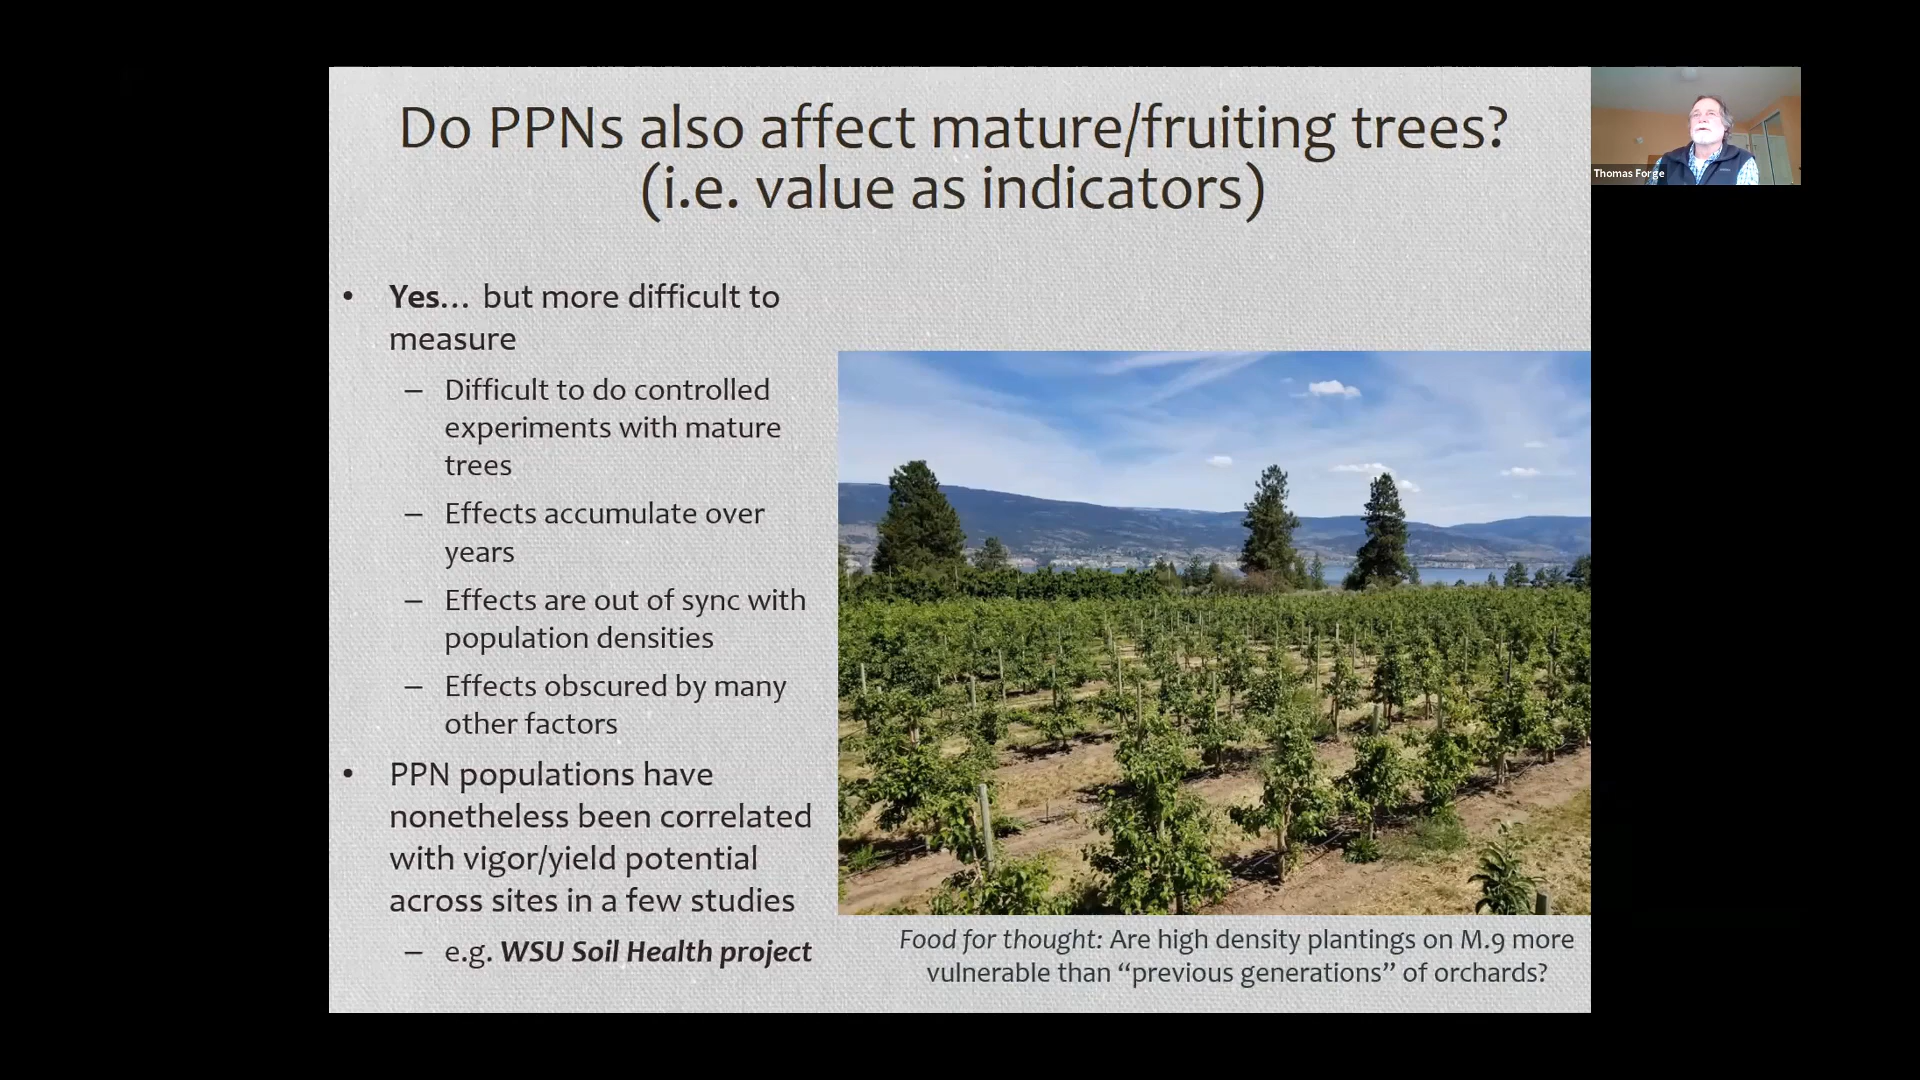 Do PPNs also affect mature/fruiting trees?
(i.e. value as indicators)
Thomas Forge
• Yes... but more difficult to
measure
– Difficult to do controlled
experiments with mature
trees
– Effects accumulate over
years
– Effects are out of sync with
population densities
– Effects obscured by many
other factors
• PPN populations have
nonetheless been correlated
with vigor/yield potential
across sites in a few studies
– e.g. WSU Soil Health project
Food for thought: Are high density plantings on M.9 more
vulnerable than “previous generations” of orchards?